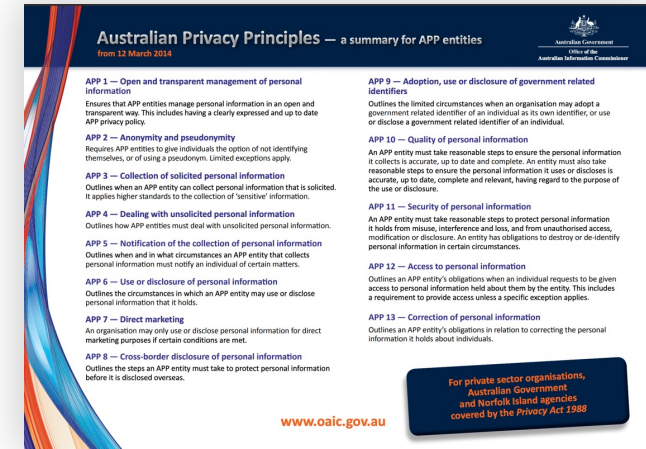 Australian Privacy Principles — a summary for APP entities
from 12 March 2014
Australian Government
Office of the
Australian Information Commissioner
APP 1 — Open and transparent management of personal
information
Ensures that APP entities manage personal information in an open and
transparent way. This includes having a clearly expressed and up to date
APP privacy policy.
APP 2 — Anonymity and pseudonymity
Requires APP entities to give individuals the option of not identifying
themselves, or of using a pseudonym. Limited exceptions apply.
APP 3 — Collection of solicited personal information
Outlines when an APP entity can collect personal information that is solicited.
It applies higher standards to the collection of ‘sensitive’ information.
APP 4 — Dealing with unsolicited personal information
Outlines how APP entities must deal with unsolicited personal information.
APP 5 — Notification of the collection of personal information
Outlines when and in what circumstances an APP entity that collects
personal information must notify an individual of certain matters.
APP 6 — Use or disclosure of personal information
Outlines the circumstances in which an APP entity may use or disclose
personal information that it holds.
APP 7 — Direct marketing
An organisation may only use or disclose personal information for direct
marketing purposes if certain conditions are met.
APP 8 — Cross-border disclosure of personal information
Outlines the steps an APP entity must take to protect personal information
before it is disclosed overseas.
APP 9 — Adoption, use or disclosure of government related
identifiers
Outlines the limited circumstances when an organisation may adopt a
government related identifier of an individual as its own identifier, or use
or disclose a government related identifier of an individual.
APP 10 — Quality of personal information
An APP entity must take reasonable steps to ensure the personal information
it collects is accurate, up to date and complete. An entity must also take
reasonable steps to ensure the personal information it uses or discloses is
accurate, up to date, complete and relevant, having regard to the purpose of
the use or disclosure.
APP 11 — Security of personal information
An APP entity must take reasonable steps to protect personal information
it holds from misuse, interference and loss, and from unauthorised access,
modification or disclosure. An entity has obligations to destroy or de-identify
personal information in certain circumstances.
APP 12 — Access to personal information
Outlines an APP entity's obligations when an individual requests to be given
access to personal information held about them by the entity. This includes
a requirement to provide access unless a specific exception applies.
APP 13 — Correction of personal information
Outlines an APP entity's obligations in relation to correcting the personal
information it holds about individuals.
For private sector organisations,
Australian Government
and Norfolk Island agencies
covered by the Privacy Act 1988
www.oaic.gov.au